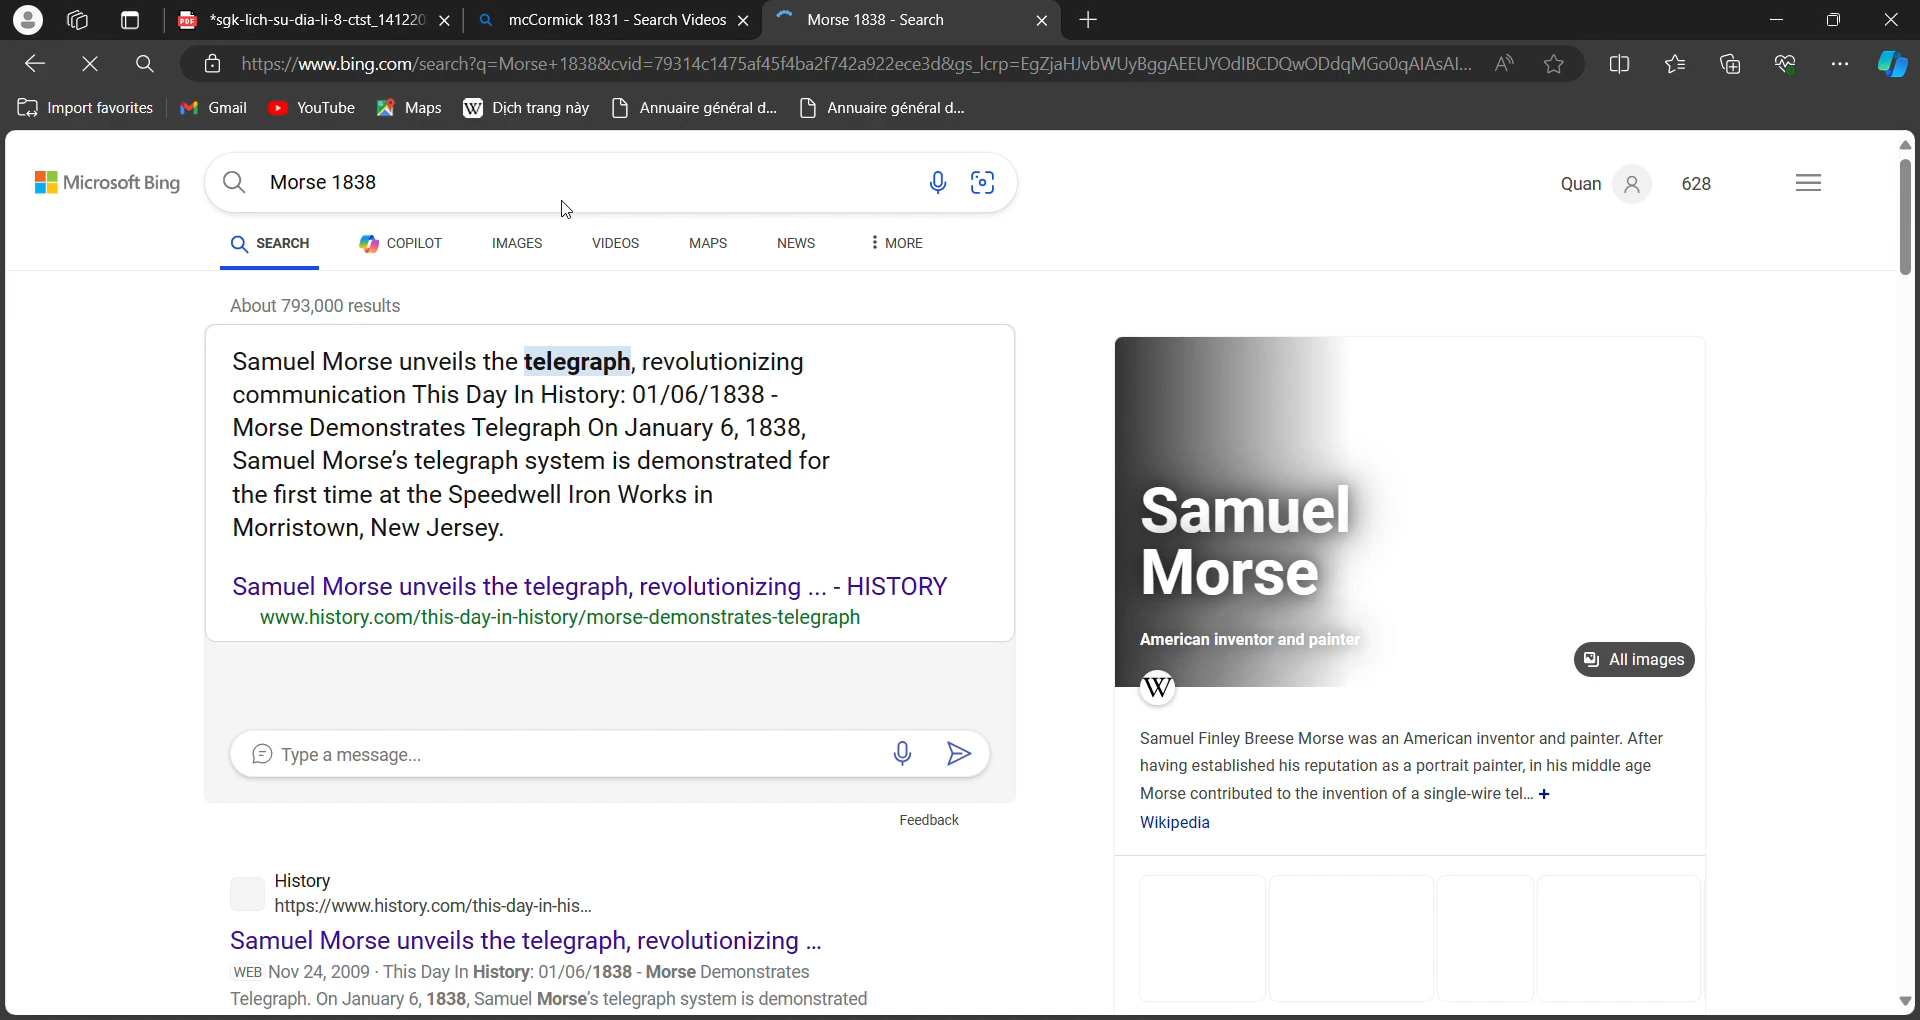 *sgk-lich-su-dia-li-8-ctst_141220
mcCormick 1831 - Search Videos
Morse 1838 - Search
https://www.bing.com/search?q=Morse+1838&cvid=79314c1475af45f4ba2f742a922ece3d&gs_lcrp=EgZjaHJvbWUyBggAEEUYOdIBCDQwODdqMGo0qAIAsAI...
Import favorites
Gmail
YouTube
Maps
Dịch trang này
Annuaire général d...
Annuaire général d...
Microsoft Bing
Morse 1838
Quan
628
SEARCH
COPILOT
IMAGES
VIDEOS
MAPS
NEWS
MORE
About 793,000 results
Samuel Morse unveils the telegraph, revolutionizing
communication This Day In History: 01/06/1838 -
Morse Demonstrates Telegraph On January 6, 1838,
Samuel Morse’s telegraph system is demonstrated for
the first time at the Speedwell Iron Works in
Morristown, New Jersey.
Samuel Morse unveils the telegraph, revolutionizing ... - HISTORY
www.history.com/this-day-in-history/morse-demonstrates-telegraph
Type a message...
Feedback
History
https://www.history.com/this-day-in-his...
Samuel Morse unveils the telegraph, revolutionizing ...
WEB Nov 24, 2009 · This Day In History: 01/06/1838 - Morse Demonstrates
Telegraph. On January 6, 1838, Samuel Morse’s telegraph system is demonstrated
Samuel
Morse
American inventor and painter
All images
W
Samuel Finley Breese Morse was an American inventor and painter. After
having established his reputation as a portrait painter, in his middle age
Morse contributed to the invention of a single-wire tel... +
Wikipedia